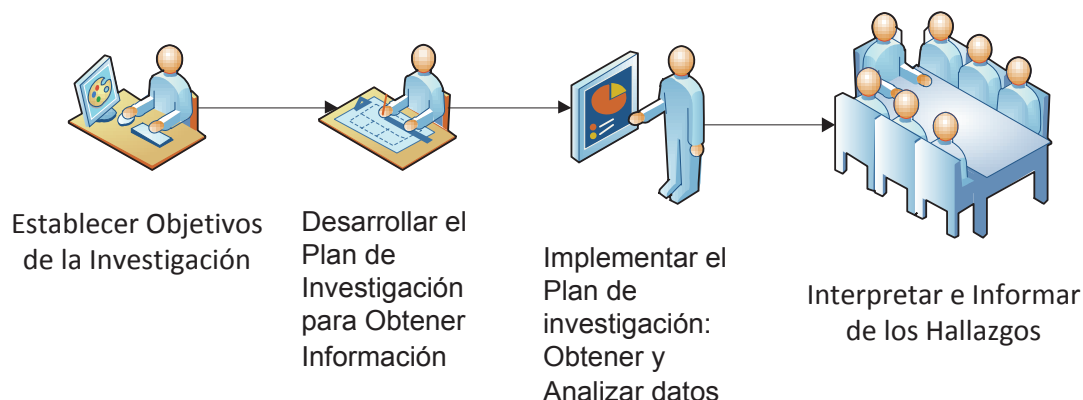 Establecer Objetivos
de la Investigación
Desarrollar el
Plan de
Investigación
para Obtener
Información
Implementar el
Plan de
investigación:
Obtener y
Analizar datos
Interpretar e Informar
de los Hallazgos